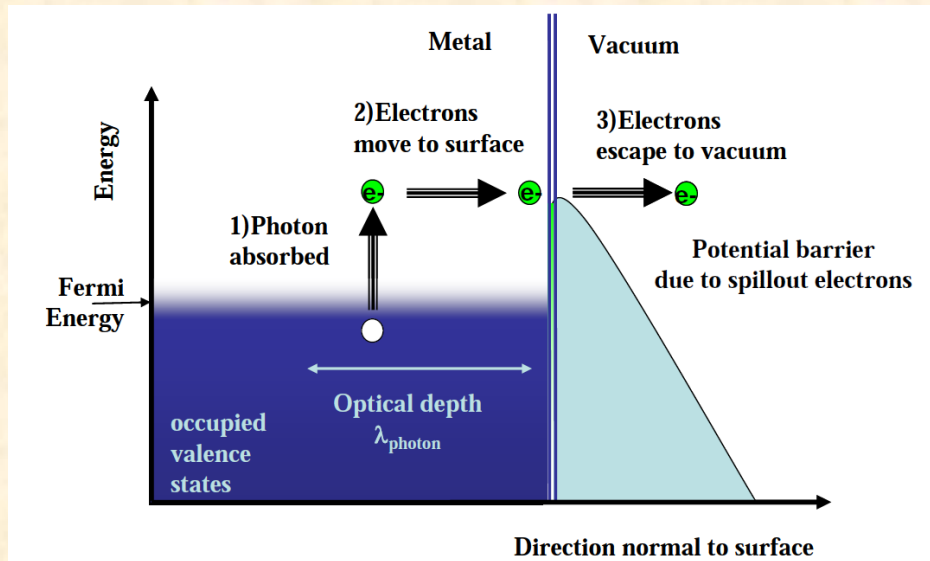 Metal
Vacuum
Energy
2)Electrons
move to surface
3)Electrons
escape to vacuum
e-
e-
e-
1)Photon
absorbed
Potential barrier
due to spillout electrons
Fermi
Energy
Optical depth
λphoton
occupied
valence
states
Direction normal to surface